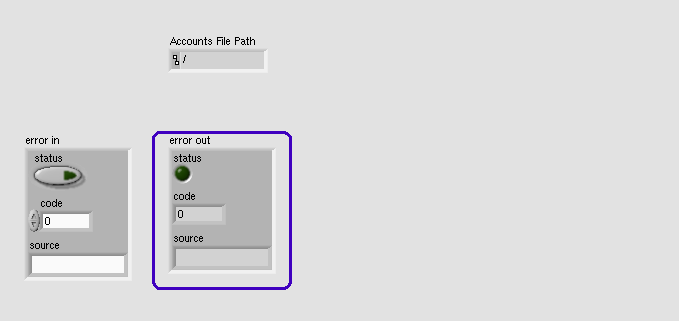 Accounts File Path
/
error in
status
code
0
source
error out
status
code
0
source